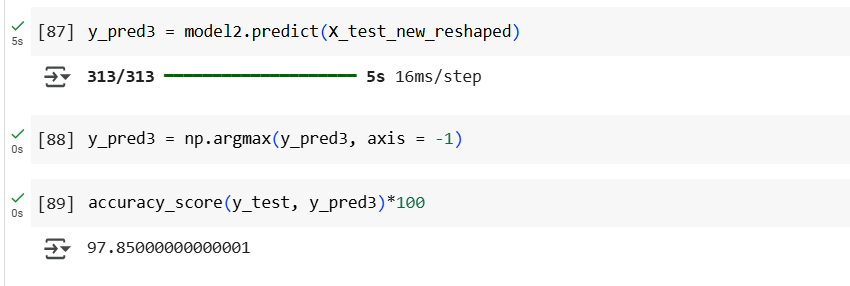 [87] y_pred3 = model2.predict(X_test_new_reshaped)
5s
313/313 ━━━━━━━━━━━━━━━━━━━━ 5s 16ms/step
[88] y_pred3 = np.argmax(y_pred3, axis = -1)
0s
[89] accuracy_score(y_test, y_pred3)*100
0s
97.85000000000001